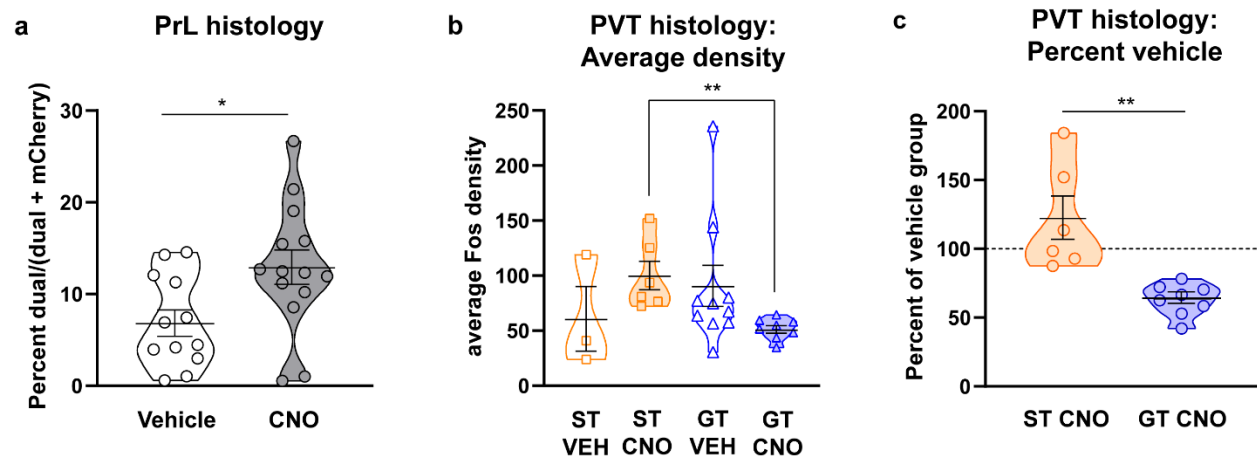 a
PrL histology
*
Percent dual/(dual + mCherry)
30
20
10
0
Vehicle
CNO
b
PVT histology:
Average density
**
average Fos density
250
200
150
100
50
0
ST
VEH
ST
CNO
GT
VEH
GT
CNO
c
PVT histology:
Percent vehicle
**
Percent of vehicle group
200
150
100
50
0
ST CNO
GT CNO